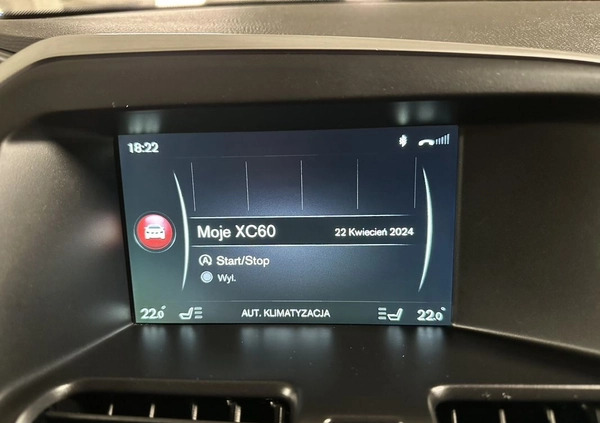 18:22
Moje XC60
22 Kwiecień 2024
A Start/Stop
Wył.
22.0° AUT. KLIMATYZACJA 22.0°